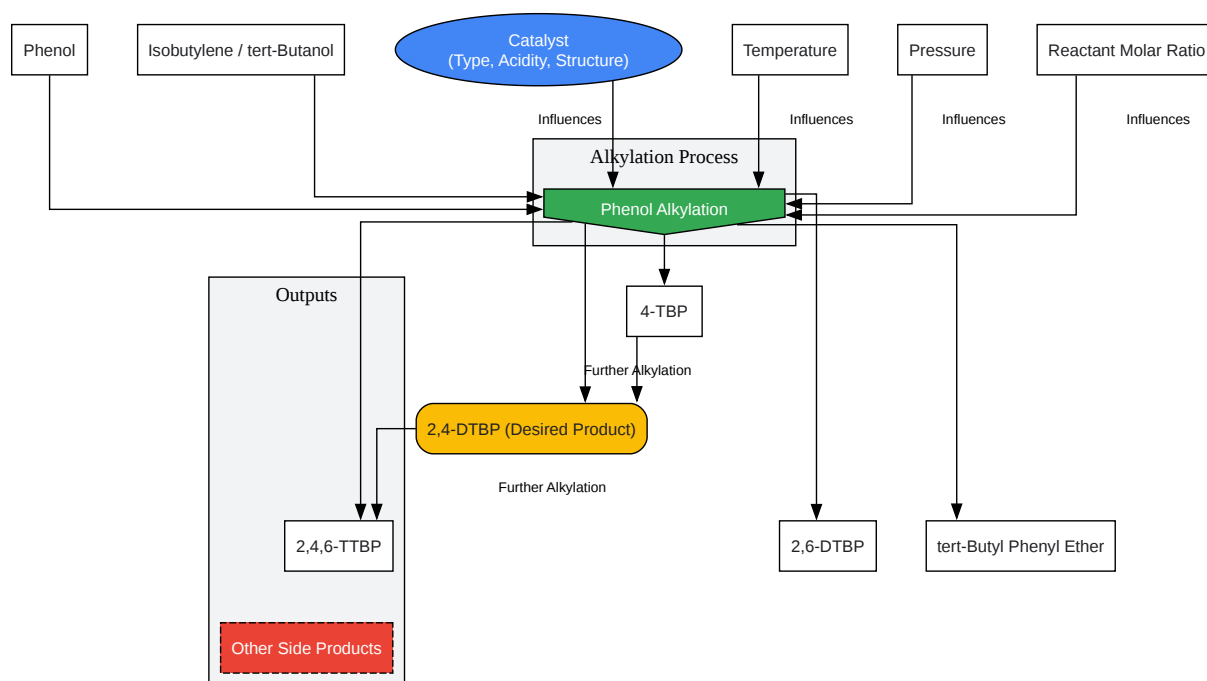 Phenol
Isobutylene / tert-Butanol
Catalyst
(Type, Acidity, Structure)
Temperature
Pressure
Reactant Molar Ratio
Influences
Influences
Influences
Influences
Alkylation Process
Phenol Alkylation
Outputs
4-TBP
Further Alkylation
2,4-DTBP (Desired Product)
Further Alkylation
2,4,6-TTBP
2,6-DTBP
tert-Butyl Phenyl Ether
Other Side Products